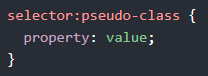 selector:pseudo-class {
  property: value;
}